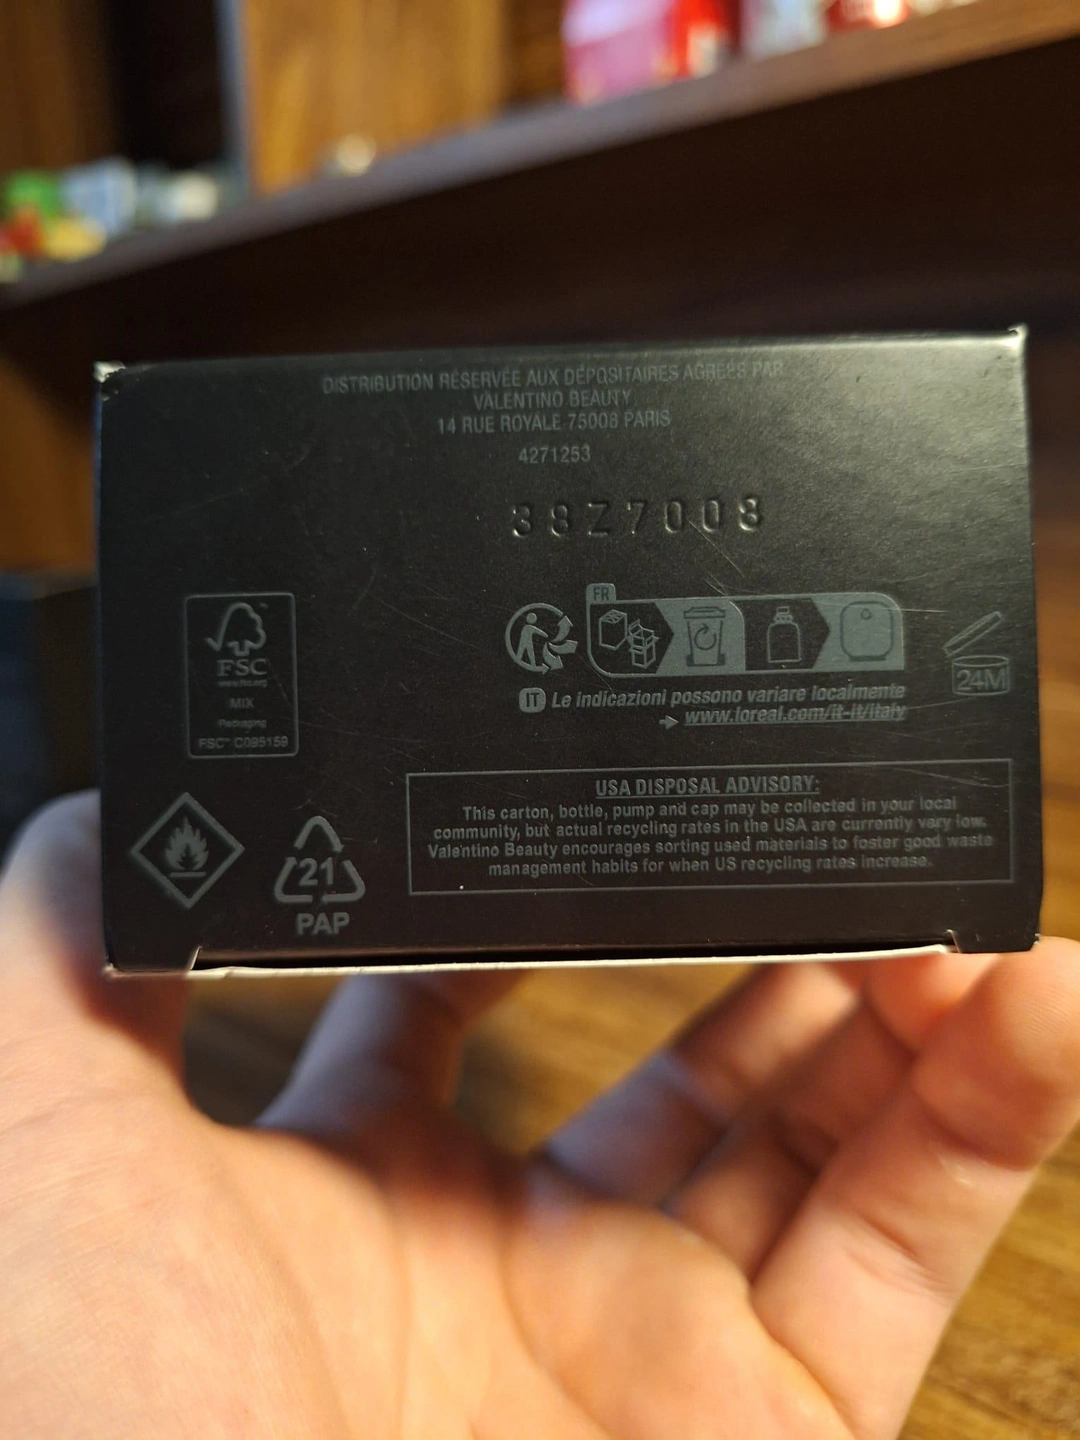 DISTRIBUTION RÉSERVÉE AUX DÉPOSITAIRES AGRÉÉS PAR
VALENTINO BEAUTY
14 RUE ROYALE 75008 PARIS
4271253
38Z7008
FSC
www.fsc.org
MIX
Packaging
FSC™ C095159
FR
IT Le indicazioni possono variare localmente
www.loreal.com/it-it/italy
24M
USA DISPOSAL ADVISORY:
This carton, bottle, pump and cap may be collected in your local
community, but actual recycling rates in the USA are currently vary low.
Valentino Beauty encourages sorting used materials to foster good waste
management habits for when US recycling rates increase.
21
PAP